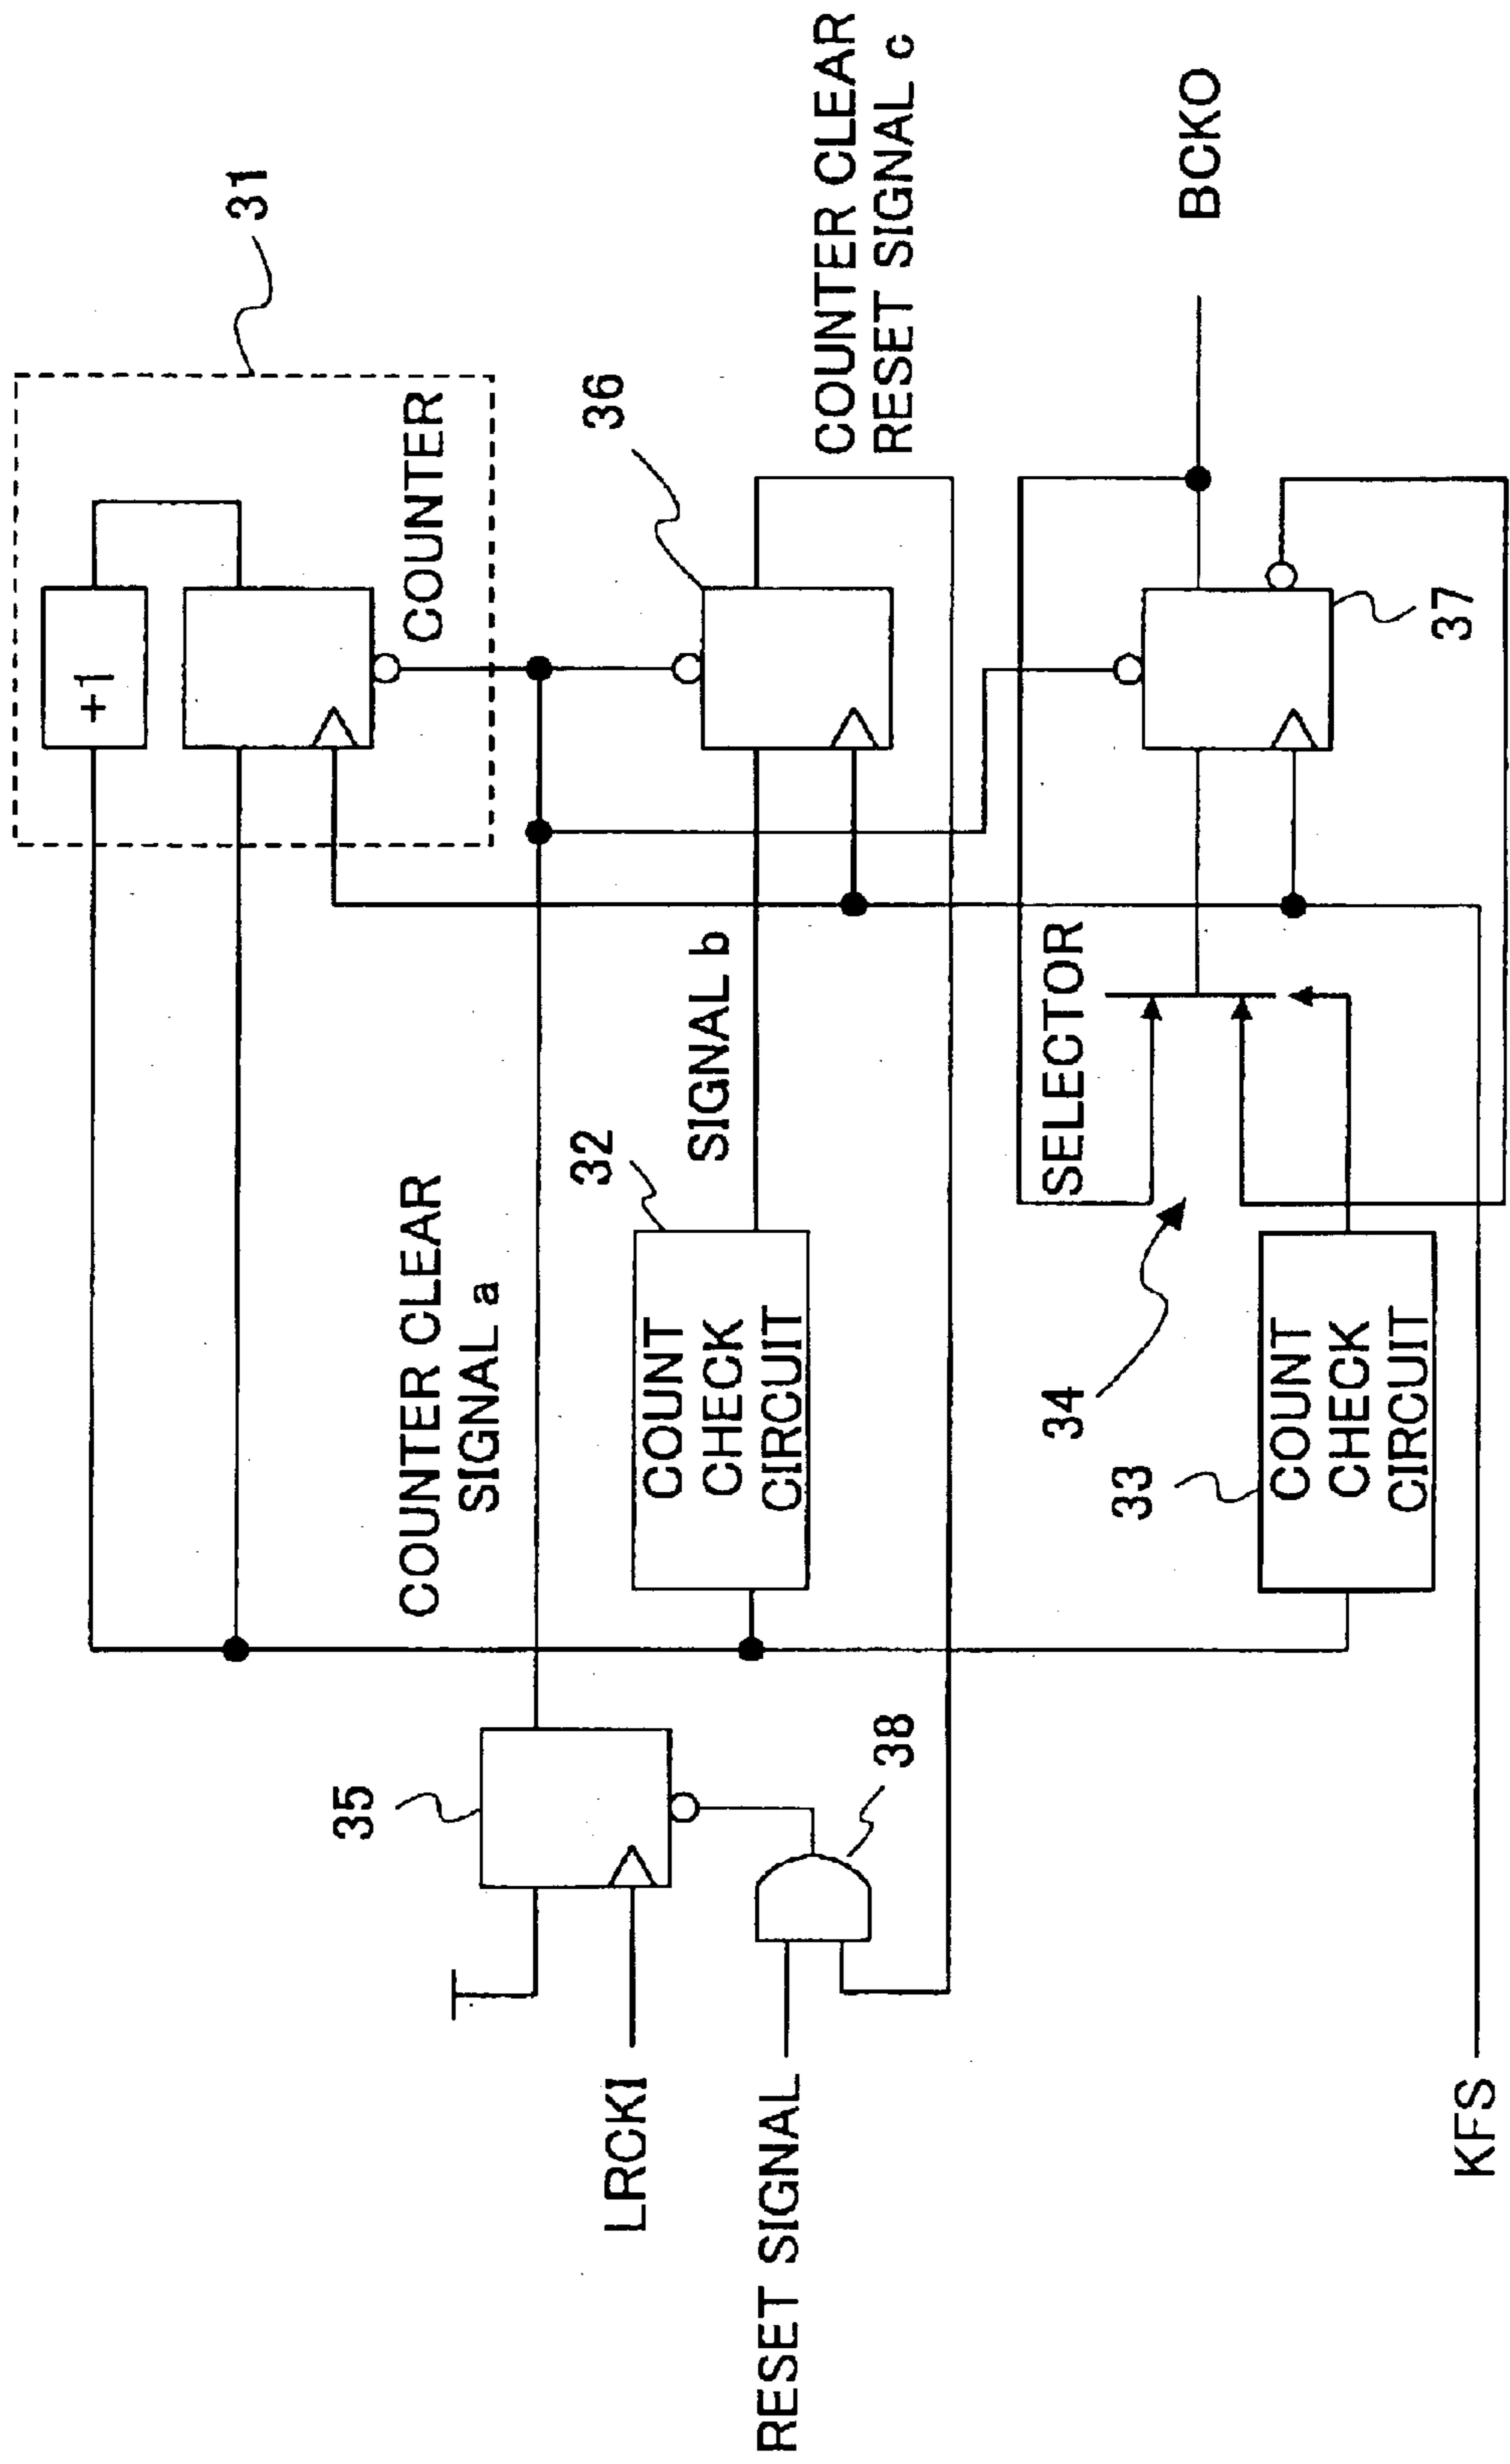 31
+1
COUNTER
COUNTER CLEAR
SIGNAL a
35
LRCKI
32
SIGNAL b
36
COUNT
CHECK
CIRCUIT
RESET SIGNAL
38
COUNTER CLEAR
RESET SIGNAL c
SELECTOR
34
33
COUNT
CHECK
CIRCUIT
37
BCKO
KFS